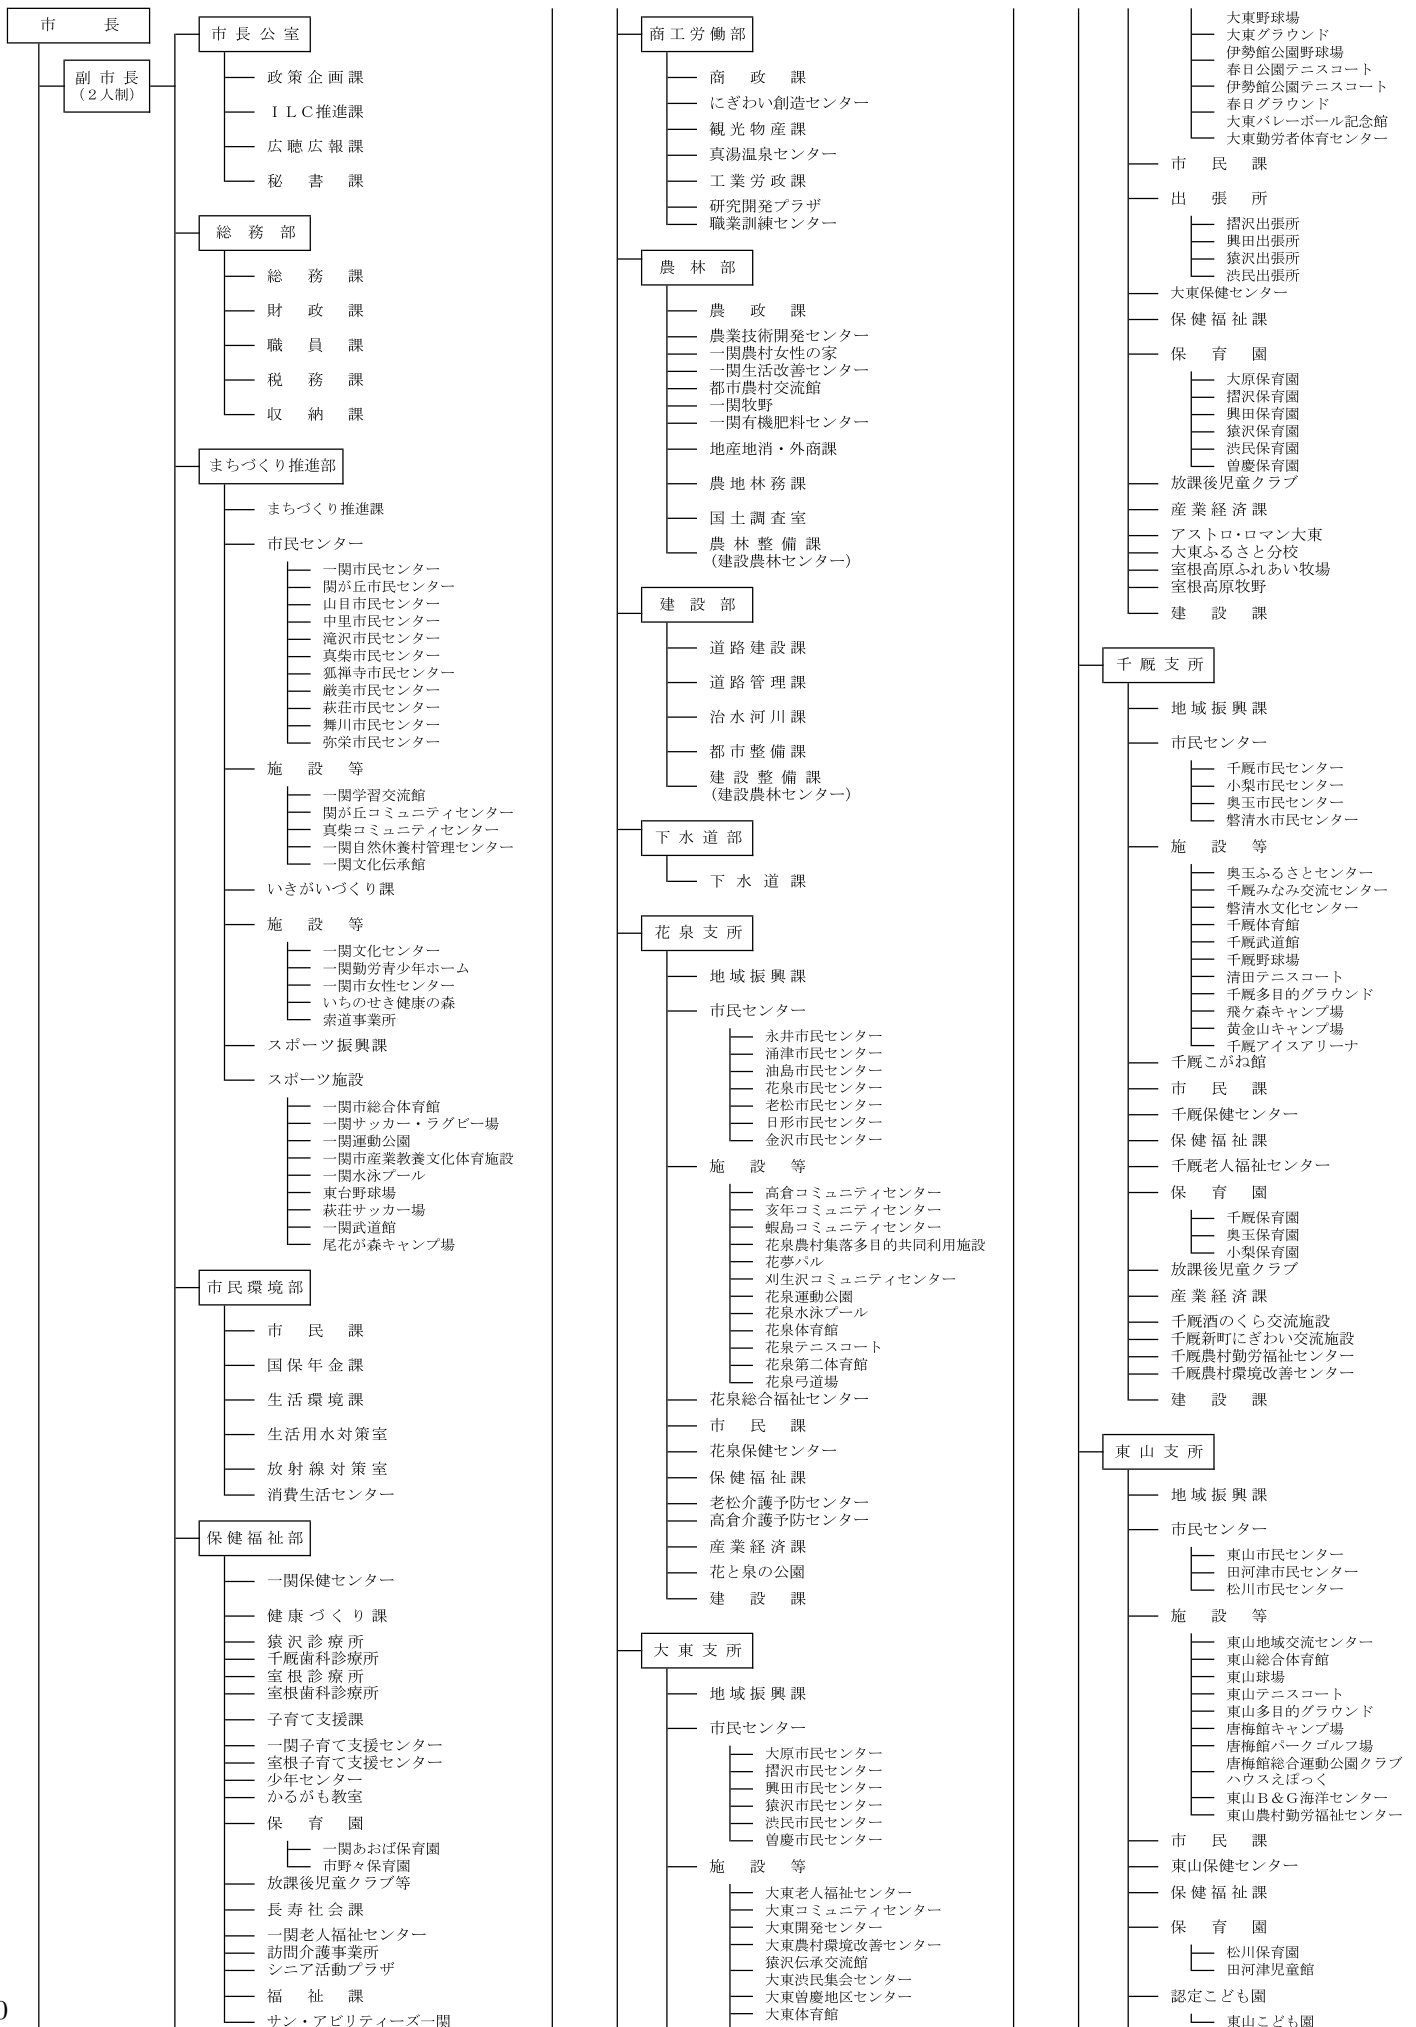 市長
副市長
（２人制）
市長公室
政策企画課
ＩＬＣ推進課
広聴広報課
秘書課
総務部
総務課
財政課
職員課
税務課
収納課
まちづくり推進部
まちづくり推進課
市民センター
一関市民センター
関が丘市民センター
山目市民センター
中里市民センター
滝沢市民センター
真柴市民センター
狐禅寺市民センター
厳美市民センター
萩荘市民センター
舞川市民センター
弥栄市民センター
施設等
一関学習交流館
関が丘コミュニティセンター
真柴コミュニティセンター
一関自然休養村管理センター
一関文化伝承館
いきがいづくり課
施設等
一関文化センター
一関勤労青少年ホーム
一関市女性センター
いちのせき健康の森
索道事業所
スポーツ振興課
スポーツ施設
一関市総合体育館
一関サッカー・ラグビー場
一関運動公園
一関市産業教養文化体育施設
一関水泳プール
東台野球場
萩荘サッカー場
一関武道館
尾花が森キャンプ場
市民環境部
市民課
国保年金課
生活環境課
生活用水対策室
放射線対策室
消費生活センター
保健福祉部
一関保健センター
健康づくり課
猿沢診療所
千厩歯科診療所
室根診療所
室根歯科診療所
子育て支援課
一関子育て支援センター
室根子育て支援センター
少年センター
かるがも教室
保育園
一関あおば保育園
市野々保育園
放課後児童クラブ等
長寿社会課
一関老人福祉センター
訪問介護事業所
シニア活動プラザ
福祉課
サン・アビリティーズ一関
商工労働部
商政課
にぎわい創造センター
観光物産課
真湯温泉センター
工業労政課
研究開発プラザ
職業訓練センター
農林部
農政課
農業技術開発センター
一関農村女性の家
一関生活改善センター
都市農村交流館
一関牧野
一関有機肥料センター
地産地消・外商課
農地林務課
国土調査室
農林整備課
（建設農林センター）
建設部
道路建設課
道路管理課
治水河川課
都市整備課
建設整備課
（建設農林センター）
下水道部
下水道課
花泉支所
地域振興課
市民センター
永井市民センター
涌津市民センター
油島市民センター
花泉市民センター
老松市民センター
日形市民センター
金沢市民センター
施設等
高倉コミュニティセンター
亥年コミュニティセンター
蝦島コミュニティセンター
花泉農村集落多目的共同利用施設
花夢パル
刈生沢コミュニティセンター
花泉運動公園
花泉水泳プール
花泉体育館
花泉テニスコート
花泉第二体育館
花泉弓道場
花泉総合福祉センター
市民課
花泉保健センター
保健福祉課
老松介護予防センター
高倉介護予防センター
産業経済課
花と泉の公園
建設課
大東支所
地域振興課
市民センター
大原市民センター
摺沢市民センター
興田市民センター
猿沢市民センター
渋民市民センター
曽慶市民センター
施設等
大東老人福祉センター
大東コミュニティセンター
大東開発センター
大東農村環境改善センター
猿沢伝承交流館
大東渋民集会センター
大東曽慶地区センター
大東体育館
大東野球場
大東グラウンド
伊勢館公園野球場
春日公園テニスコート
伊勢館公園テニスコート
春日グラウンド
大東バレーボール記念館
大東勤労者体育センター
市民課
出張所
摺沢出張所
興田出張所
猿沢出張所
渋民出張所
大東保健センター
保健福祉課
保育園
大原保育園
摺沢保育園
興田保育園
猿沢保育園
渋民保育園
曽慶保育園
放課後児童クラブ
産業経済課
アストロ・ロマン大東
大東ふるさと分校
室根高原ふれあい牧場
室根高原牧野
建設課
千厩支所
地域振興課
市民センター
千厩市民センター
小梨市民センター
奥玉市民センター
磐清水市民センター
施設等
奥玉ふるさとセンター
千厩みなみ交流センター
磐清水文化センター
千厩体育館
千厩武道館
千厩野球場
清田テニスコート
千厩多目的グラウンド
飛ケ森キャンプ場
黄金山キャンプ場
千厩アイスアリーナ
千厩こがね館
市民課
千厩保健センター
保健福祉課
千厩老人福祉センター
保育園
千厩保育園
奥玉保育園
小梨保育園
放課後児童クラブ
産業経済課
千厩酒のくら交流施設
千厩新町にぎわい交流施設
千厩農村勤労福祉センター
千厩農村環境改善センター
建設課
東山支所
地域振興課
市民センター
東山市民センター
田河津市民センター
松川市民センター
施設等
東山地域交流センター
東山総合体育館
東山球場
東山テニスコート
東山多目的グラウンド
唐梅館キャンプ場
唐梅館パークゴルフ場
唐梅館総合運動公園クラブ
ハウスえぽっく
東山Ｂ＆Ｇ海洋センター
東山農村勤労福祉センター
市民課
東山保健センター
保健福祉課
保育園
松川保育園
田河津児童館
認定こども園
東山こども園